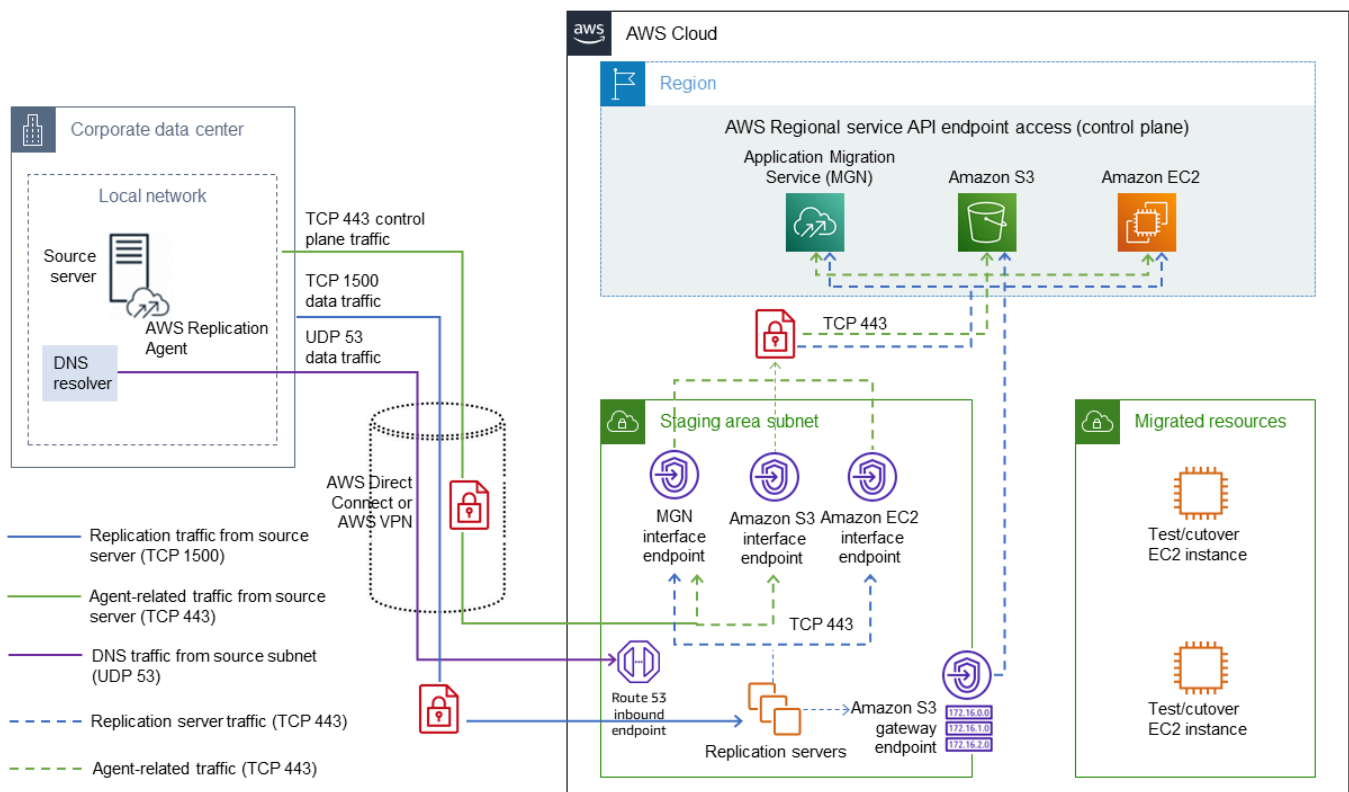 aws
AWS Cloud
Region
AWS Regional service API endpoint access (control plane)
Application Migration
Service (MGN)
Amazon S3
Amazon EC2
Corporate data center
Local network
Source
server
AWS Replication
Agent
DNS
resolver
TCP 443 control
plane traffic
TCP 1500
data traffic
UDP 53
data traffic
TCP 443
AWS Direct
Connect or
AWS VPN
Staging area subnet
MGN
interface
endpoint
Amazon S3
interface
endpoint
Amazon EC2
interface
endpoint
TCP 443
Route 53
inbound
endpoint
Replication servers
Amazon S3
gateway
endpoint
172.16.0.0
172.16.1.0
172.16.2.0
Migrated resources
Test/cutover
EC2 instance
Test/cutover
EC2 instance
Replication traffic from source
server (TCP 1500)
Agent-related traffic from source
server (TCP 443)
DNS traffic from source subnet
(UDP 53)
Replication server traffic (TCP 443)
Agent-related traffic (TCP 443)